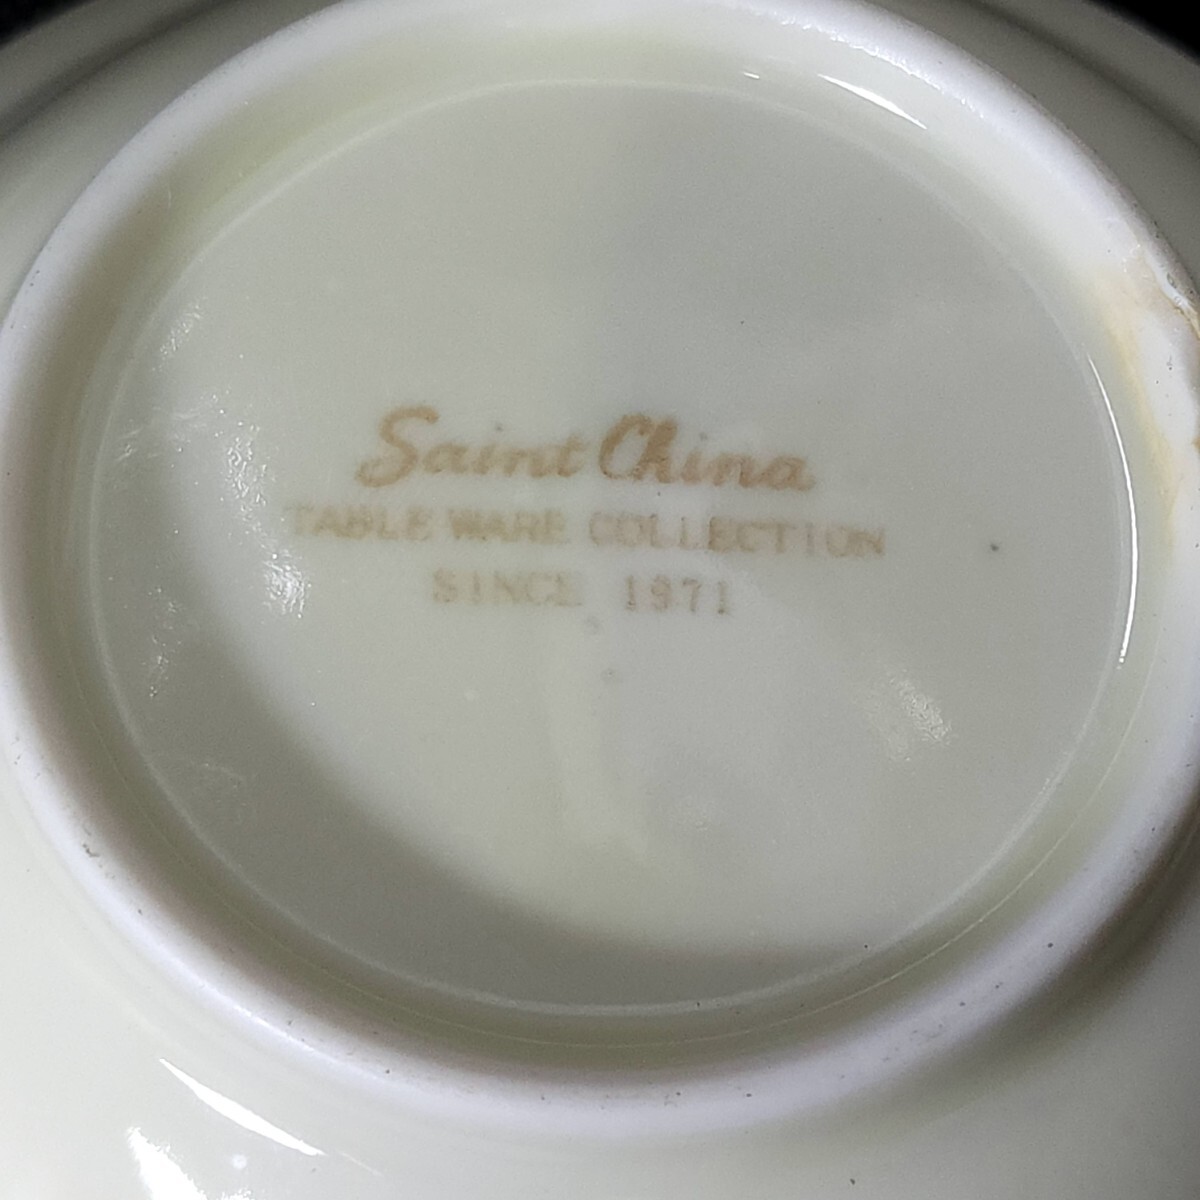 Saint China
TABLE WARE COLLECTION
SINCE 1971